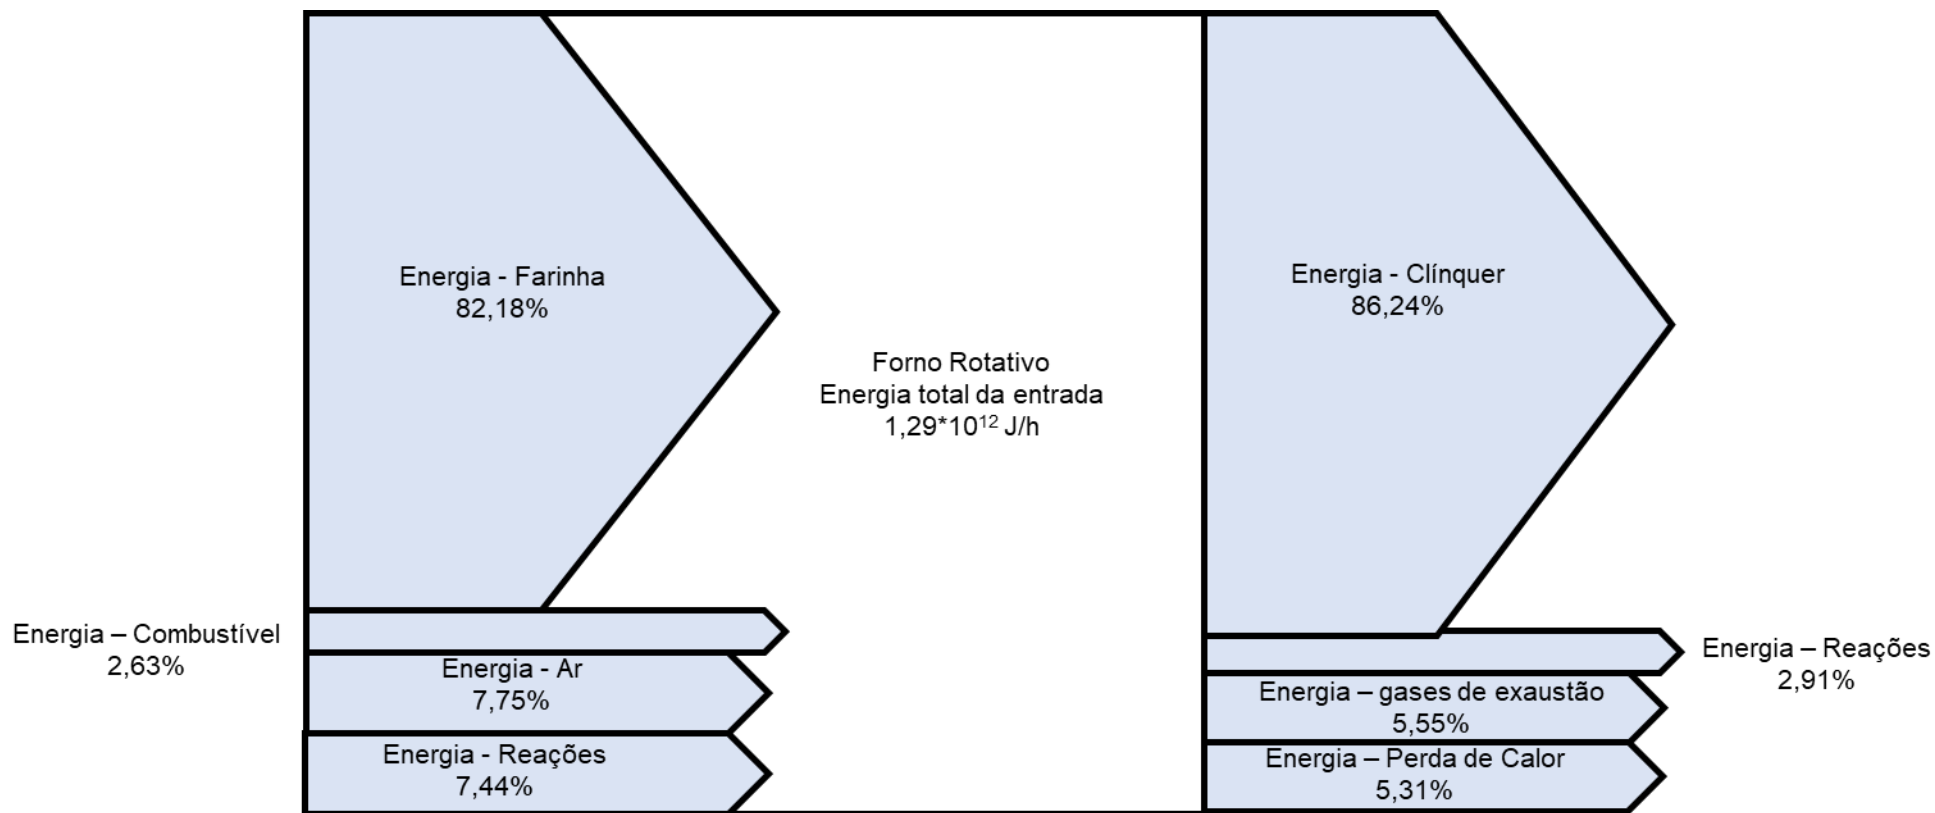 Energia - Farinha
82,18%
Energia – Combustível
2,63%
Energia - Ar
7,75%
Energia - Reações
7,44%
Forno Rotativo
Energia total da entrada
1,29*10¹² J/h
Energia - Clínquer
86,24%
Energia – Reações
2,91%
Energia – gases de exaustão
5,55%
Energia – Perda de Calor
5,31%